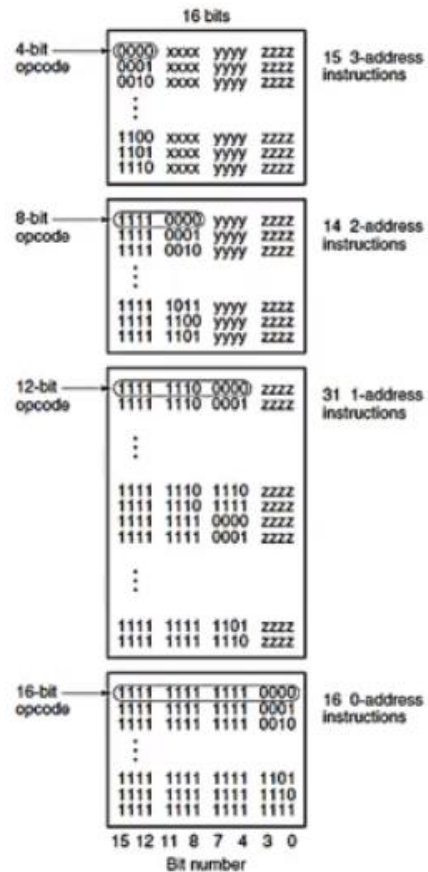 16 bits
4-bit opcode
0000 xxxx yyyy zzzz
0001 xxxx yyyy zzzz
0010 xxxx yyyy zzzz
⋮
1100 xxxx yyyy zzzz
1101 xxxx yyyy zzzz
1110 xxxx yyyy zzzz
15 3-address
instructions
8-bit
opcode
1111 0000 yyyy zzzz
1111 0001 yyyy zzzz
1111 0010 yyyy zzzz
⋮
1111 1011 yyyy zzzz
1111 1100 yyyy zzzz
1111 1101 yyyy zzzz
14 2-address
instructions
12-bit
opcode
1111 1110 0000 zzzz
1111 1110 0001 zzzz
⋮
1111 1110 1110 zzzz
1111 1110 1111 zzzz
1111 1111 0000 zzzz
1111 1111 0001 zzzz
⋮
1111 1111 1101 zzzz
1111 1111 1110 zzzz
31 1-address
instructions
16-bit
opcode
1111 1111 1111 0000
1111 1111 1111 0001
1111 1111 1111 0010
⋮
1111 1111 1111 1101
1111 1111 1111 1110
1111 1111 1111 1111
16 0-address
instructions
15 12 11 8 7 4 3 0
Bit number